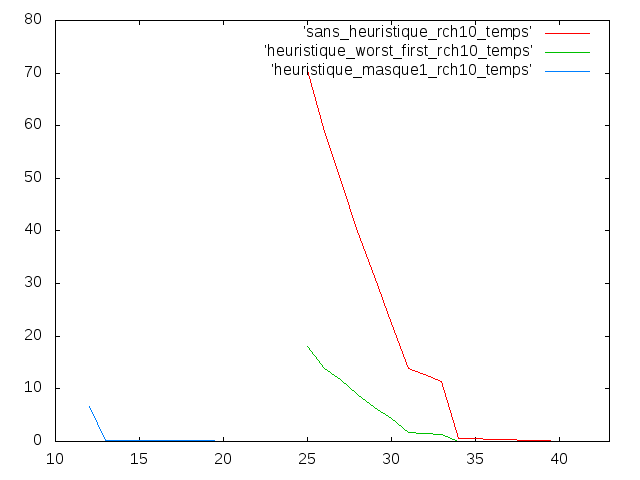 80
70
60
50
40
30
20
10
0
10 15 20 25 30 35 40
'sans_heuristique_rch10_temps'
'heuristique_worst_first_rch10_temps'
'heuristique_masque1_rch10_temps'